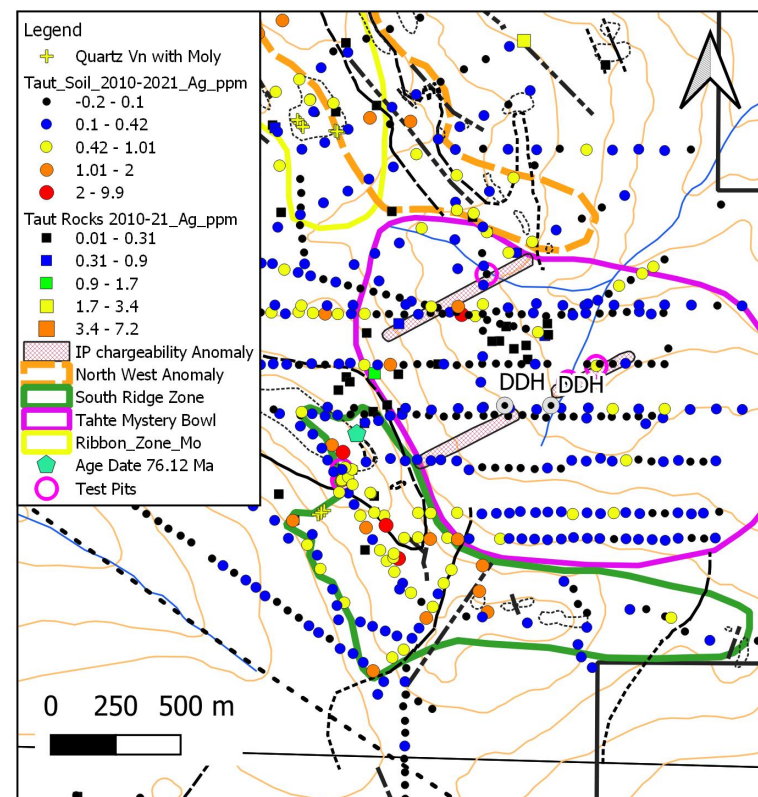 Legend
Quartz Vn with Moly
Taut_Soil_2010-2021_Ag_ppm
-0.2 - 0.1
0.1 - 0.42
0.42 - 1.01
1.01 - 2
2 - 9.9
Taut Rocks 2010-21_Ag_ppm
0.01 - 0.31
0.31 - 0.9
0.9 - 1.7
1.7 - 3.4
3.4 - 7.2
IP chargeability Anomaly
North West Anomaly
South Ridge Zone
Tahte Mystery Bowl
Ribbon_Zone_Mo
Age Date 76.12 Ma
Test Pits
DDH DDH
0 250 500 m